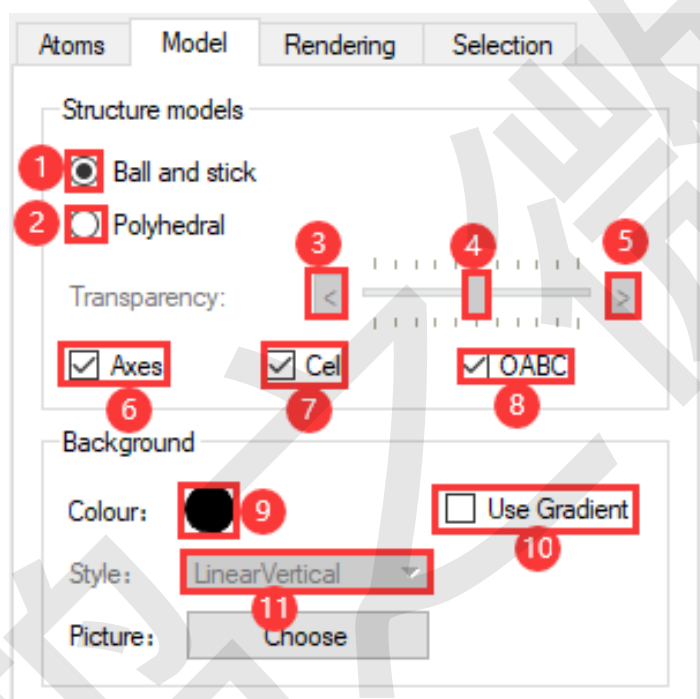 Atoms Model Rendering Selection
Structure models
1 Ball and stick
2 Polyhedral
3 4 5
Transparency: < >
Axes Cel OABC
6 7 8
Background
Colour: 9 Use Gradient
10
Style: LinearVertical
11
Picture: Choose
之